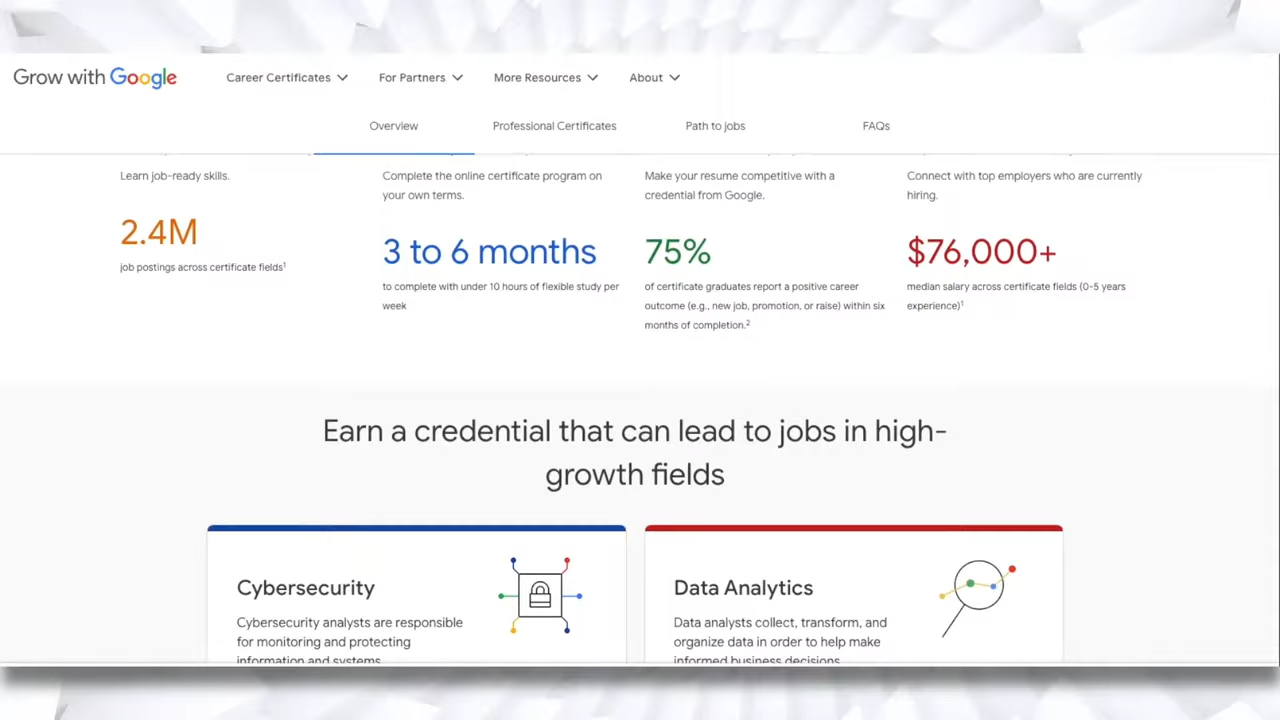 Grow with Google
Career Certificates
For Partners
More Resources
About
Overview
Professional Certificates
Path to jobs
FAQs
Learn job-ready skills.
2.4M
job postings across certificate fields¹
Complete the online certificate program on
your own terms.
3 to 6 months
to complete with under 10 hours of flexible study per
week
Make your resume competitive with a
credential from Google.
75%
of certificate graduates report a positive career
outcome (e.g., new job, promotion, or raise) within six
months of completion.²
Connect with top employers who are currently
hiring.
$76,000+
median salary across certificate fields (0-5 years
experience)¹
Earn a credential that can lead to jobs in high-
growth fields
Cybersecurity
Cybersecurity analysts are responsible
for monitoring and protecting
information and systems
Data Analytics
Data analysts collect, transform, and
organize data in order to help make
informed business decisions